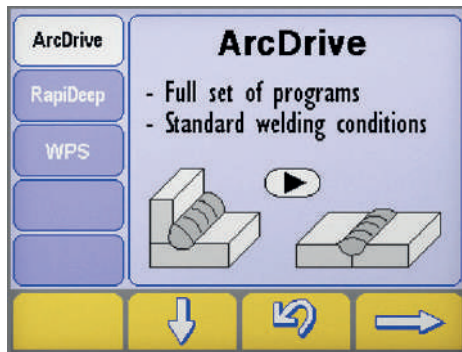 ArcDrive
RapiDeep
WPS
ArcDrive
- Full set of programs
- Standard welding conditions